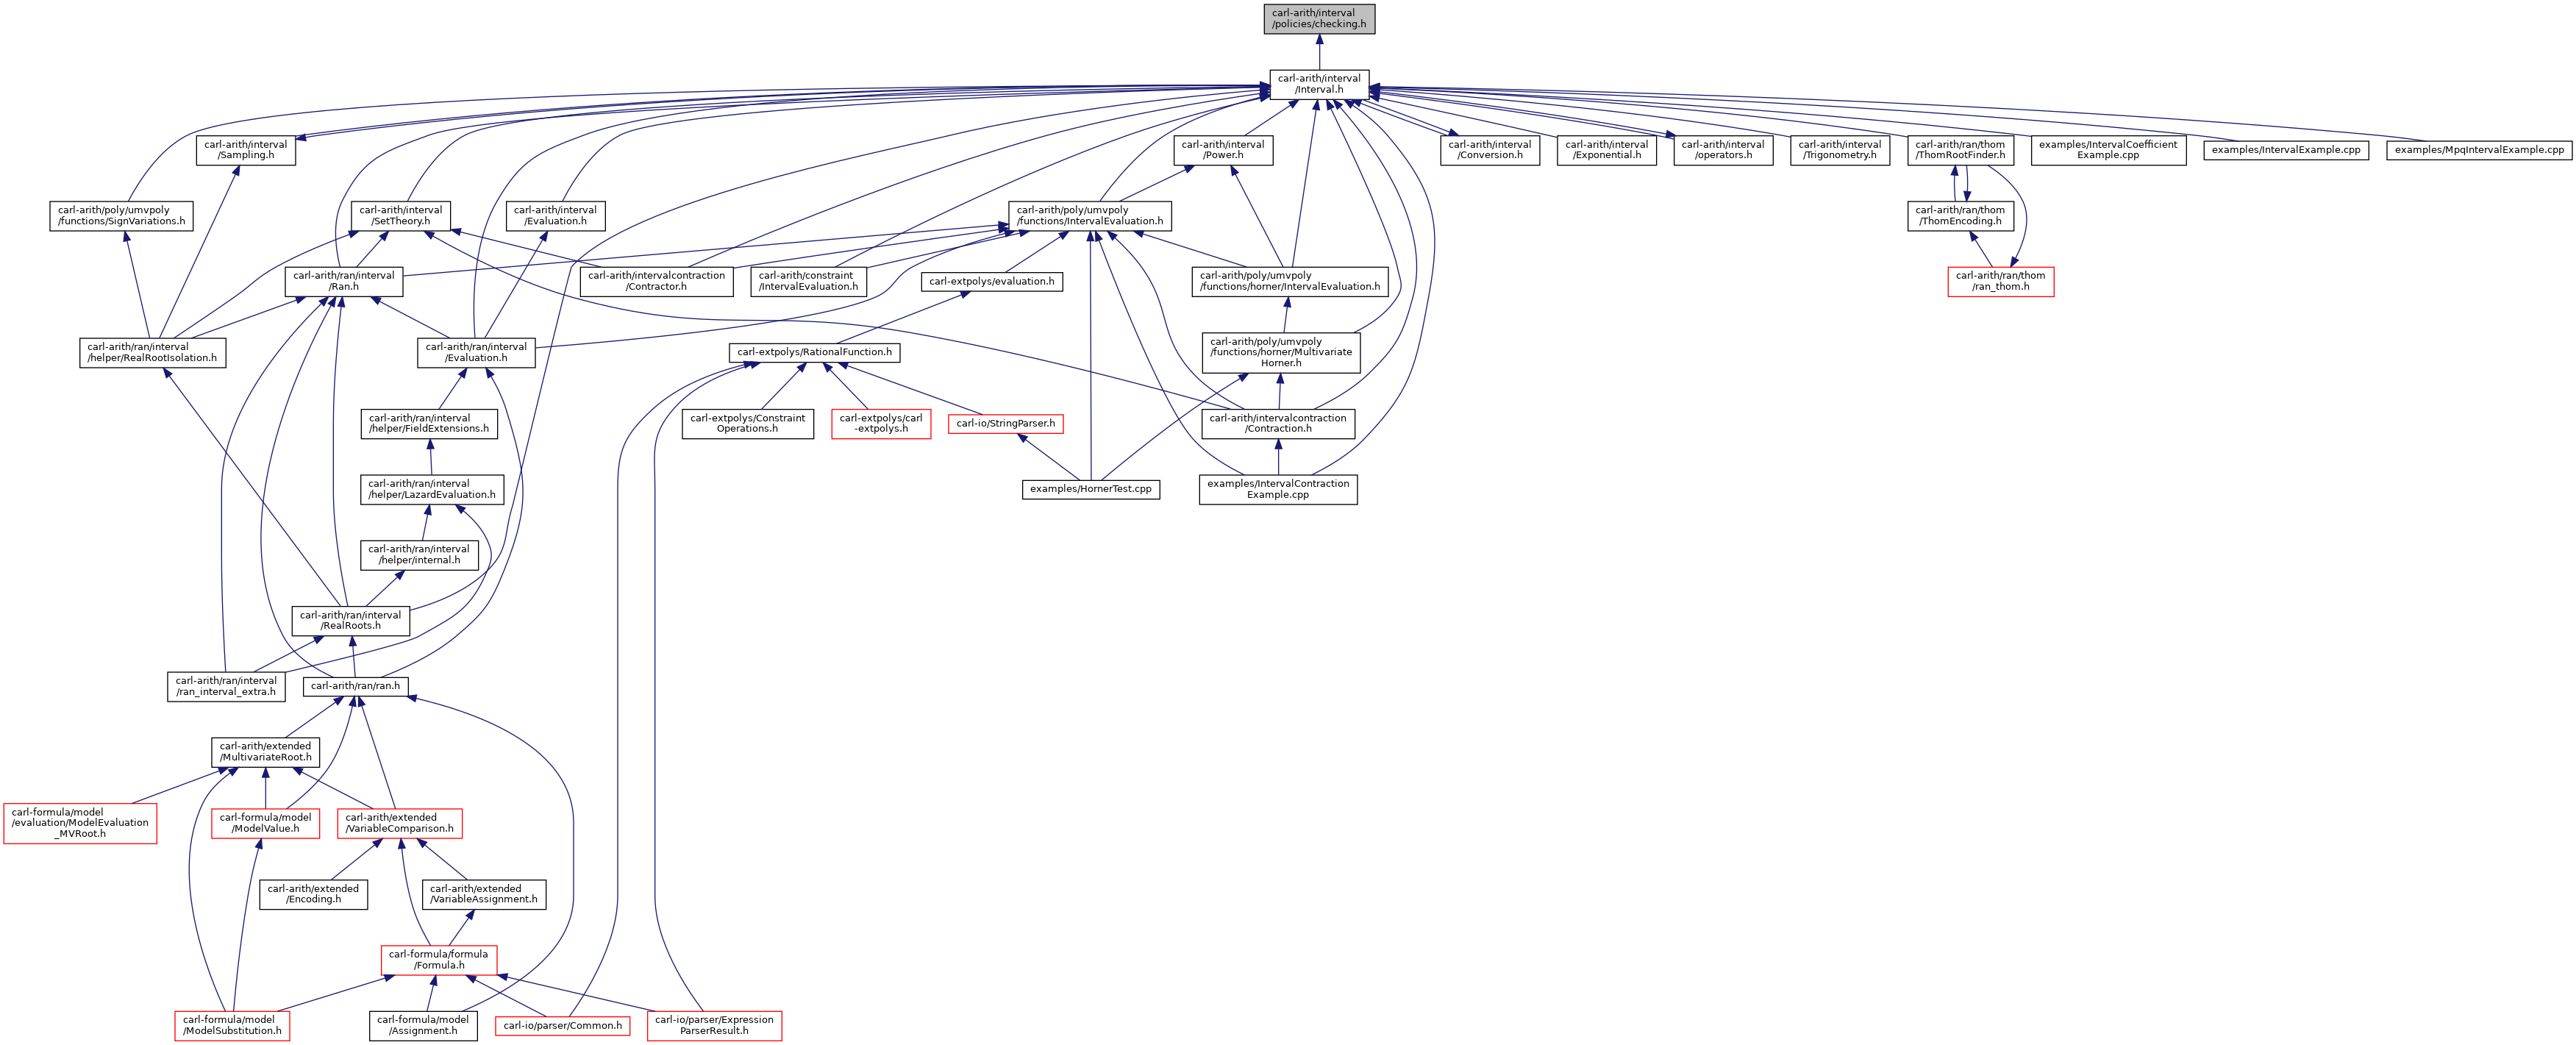 carl-arith/interval
/policies/checking.h
carl-arith/interval
/Interval.h
carl-arith/interval
/Sampling.h
carl-arith/interval
/Power.h
carl-arith/interval
/Conversion.h
carl-arith/interval
/Exponential.h
carl-arith/interval
/operators.h
carl-arith/interval
/Trigonometry.h
carl-arith/ran/thom
/ThomRootFinder.h
examples/IntervalCoefficient
Example.cpp
examples/IntervalExample.cpp
examples/MpqIntervalExample.cpp
carl-arith/poly/umvpoly
/functions/SignVariations.h
carl-arith/interval
/SetTheory.h
carl-arith/interval
/Evaluation.h
carl-arith/poly/umvpoly
/functions/IntervalEvaluation.h
carl-arith/ran/thom
/ThomEncoding.h
carl-arith/ran/interval
/Ran.h
carl-arith/intervalcontraction
/Contractor.h
carl-arith/constraint
/IntervalEvaluation.h
carl-extpolys/evaluation.h
carl-arith/poly/umvpoly
/functions/horner/IntervalEvaluation.h
carl-arith/ran/thom
/ran_thom.h
carl-arith/ran/interval
/helper/RealRootIsolation.h
carl-arith/ran/interval
/Evaluation.h
carl-extpolys/RationalFunction.h
carl-arith/poly/umvpoly
/functions/horner/Multivariate
Horner.h
carl-arith/ran/interval
/helper/FieldExtensions.h
carl-extpolys/Constraint
Operations.h
carl-extpolys/carl
-extpolys.h
carl-io/StringParser.h
carl-arith/intervalcontraction
/Contraction.h
carl-arith/ran/interval
/helper/LazardEvaluation.h
examples/HornerTest.cpp
examples/IntervalContraction
Example.cpp
carl-arith/ran/interval
/helper/internal.h
carl-arith/ran/interval
/RealRoots.h
carl-arith/ran/interval
/ran_interval_extra.h
carl-arith/ran/ran.h
carl-arith/extended
/MultivariateRoot.h
carl-formula/model
/evaluation/ModelEvaluation
_MVRoot.h
carl-formula/model
/ModelValue.h
carl-arith/extended
/VariableComparison.h
carl-arith/extended
/Encoding.h
carl-arith/extended
/VariableAssignment.h
carl-formula/formula
/Formula.h
carl-formula/model
/ModelSubstitution.h
carl-formula/model
/Assignment.h
carl-io/parser/Common.h
carl-io/parser/Expression
ParserResult.h